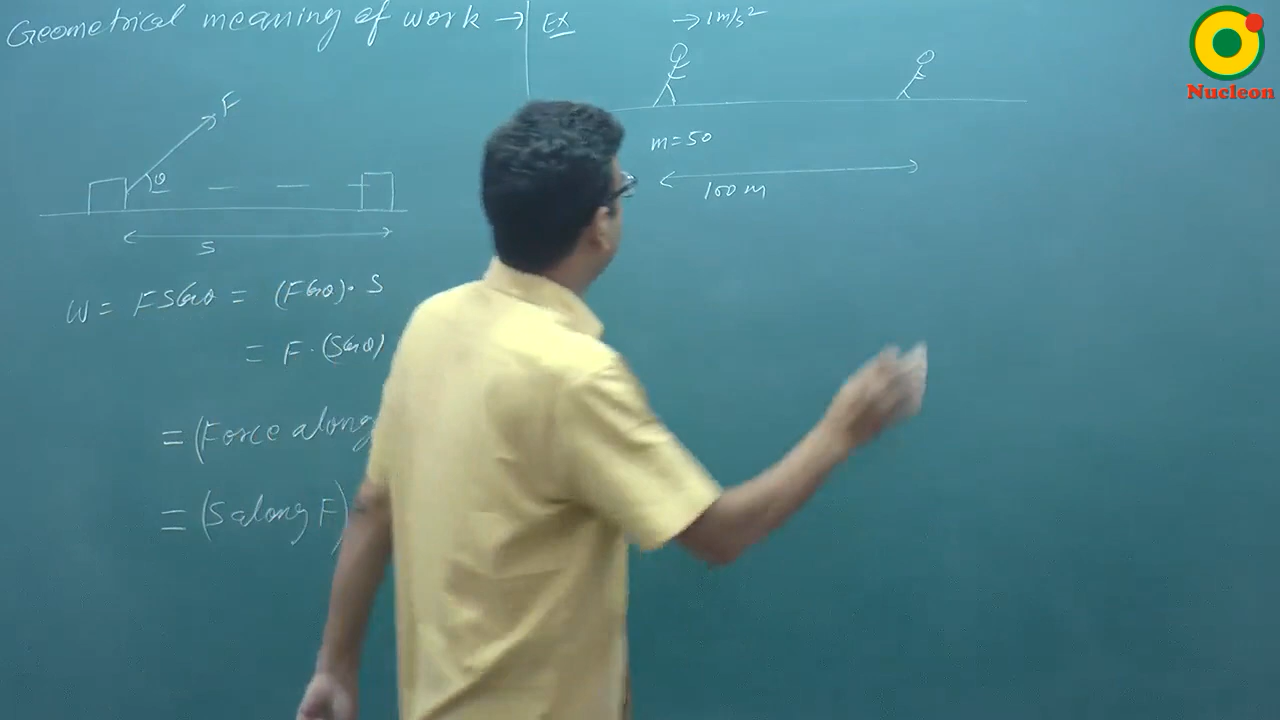 Geometrical meaning of work →
F
θ
S
W = FScosθ = (Fcosθ)·S
= F·(Scosθ)
= (Force along
= (S along F)
Ex
→ 1m/s²
m=50
100 m
Nucleon